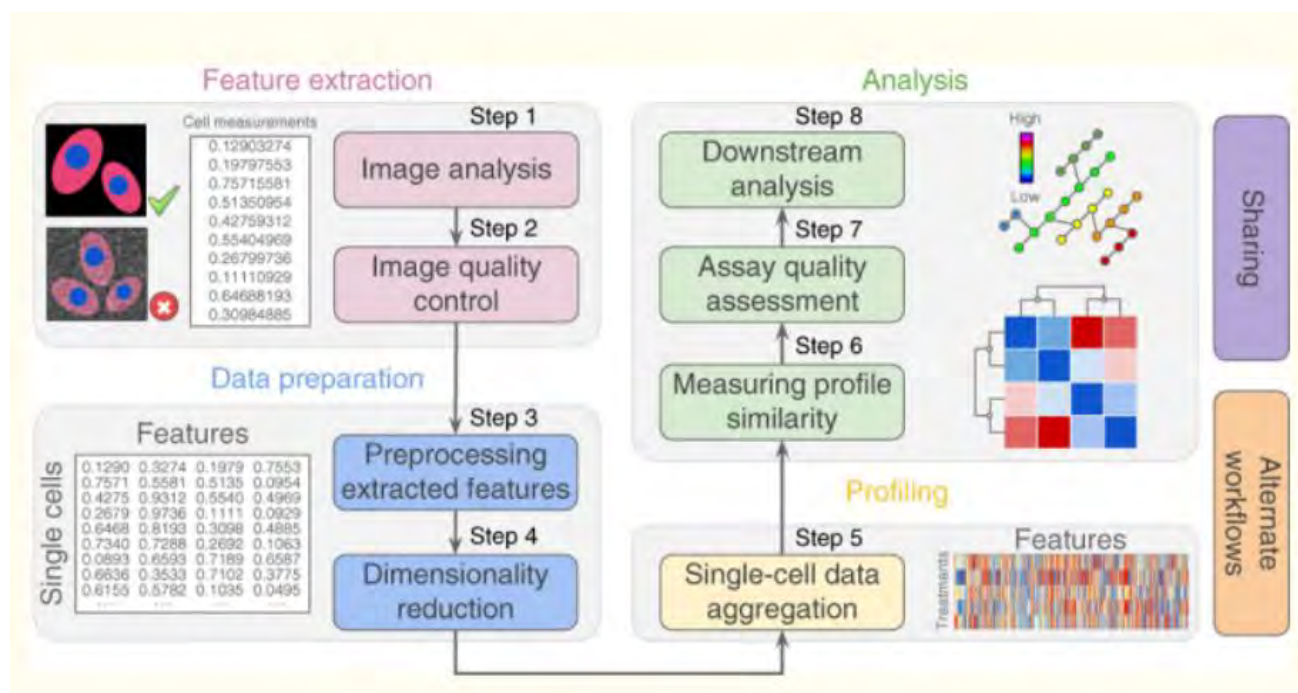 Feature extraction
Cell measurements
0.12903274
0.19797553
0.75715581
0.51350954
0.42759312
0.55404969
0.26799736
0.11110929
0.64688193
0.30984885
Step 1
Image analysis
Step 2
Image quality
control
Data preparation
Features
Single cells
0.1290 0.3274 0.1979 0.7553
0.7571 0.5581 0.5135 0.0954
0.4275 0.9312 0.5540 0.4969
0.2679 0.9736 0.1111 0.0929
0.6468 0.8193 0.3098 0.4885
0.7340 0.7288 0.2692 0.1063
0.0893 0.6593 0.7189 0.6587
0.6636 0.3533 0.7102 0.3775
0.6155 0.5782 0.1035 0.0495
Step 3
Preprocessing
extracted features
Step 4
Dimensionality
reduction
Analysis
Step 8
Downstream
analysis
High
Low
Step 7
Assay quality
assessment
Step 6
Measuring profile
similarity
Profiling
Step 5
Single-cell data
aggregation
Features
Treatments
Sharing
Alternate
workflows